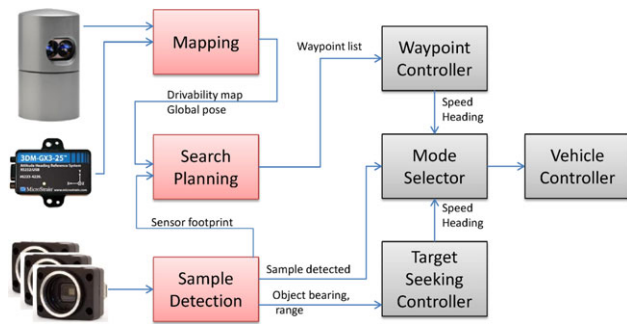 Mapping
Waypoint list
Waypoint
Controller
Drivability map
Global pose
Speed
Heading
3DM-GX3-25™
Search
Planning
Mode
Selector
Vehicle
Controller
MicroStrain
Sensor footprint
Speed
Heading
Sample
Detection
Sample detected
Object bearing,
range
Target
Seeking
Controller